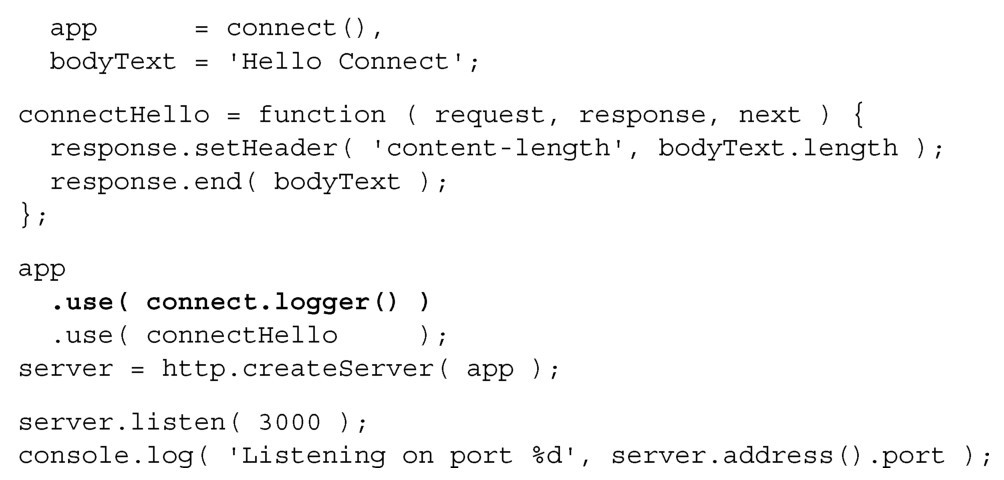 app      = connect(),
  bodyText = 'Hello Connect';
connectHello = function ( request, response, next ) {
  response.setHeader( 'content-length', bodyText.length );
  response.end( bodyText );
};
app
  .use( connect.logger() )
  .use( connectHello     );
server = http.createServer( app );
server.listen( 3000 );
console.log( 'Listening on port %d', server.address().port );